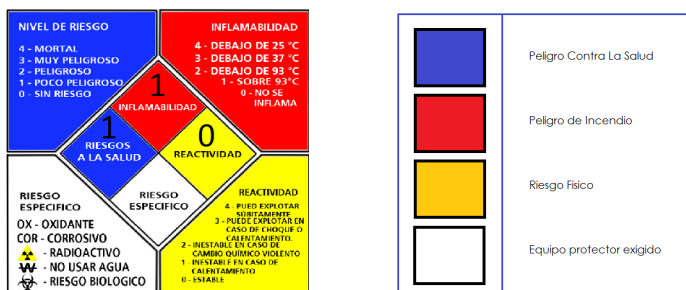 NIVEL DE RIESGO
4 - MORTAL
3 - MUY PELIGROSO
2 - PELIGROSO
1 - POCO PELIGROSO
0 - SIN RIESGO
INFLAMABILIDAD
4 - DEBAJO DE 25 °C
3 - DEBAJO DE 37 °C
2 - DEBAJO DE 93 °C
1 - SOBRE 93°C
0 - NO SE
INFLAMA
1
INFLAMABILIDAD
1
RIESGOS
A LA SALUD
0
REACTIVIDAD
RIESGO
ESPECIFICO
RIESGO
ESPECIFICO
OX - OXIDANTE
COR - CORROSIVO
- RADIOACTIVO
W - NO USAR AGUA
- RIESGO BIOLOGICO
REACTIVIDAD
4 - PUED EXPLOTAR
SÚBITAMENTE
3 - PUEDE EXPLOTAR EN
CASO DE CHOQUE O
CALENTAMIENTO.
2 - INESTABLE EN CASO DE
CAMBIO QUÍMICO VIOLENTO
1 - INESTABLE EN CASO DE
CALENTAMIENTO
0 - ESTABLE
Peligro Contra La Salud
Peligro de Incendio
Riesgo Físico
Equipo protector exigido